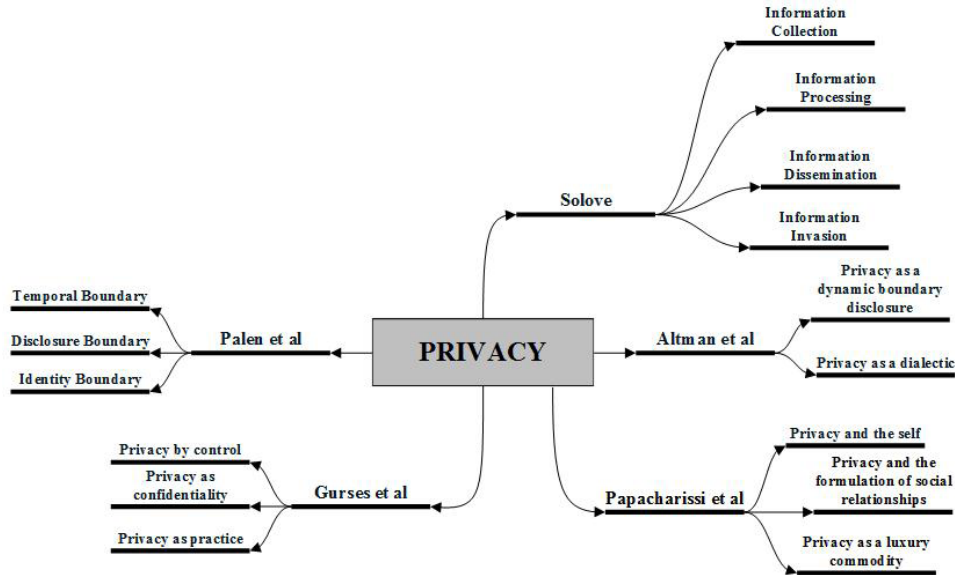 Information
Collection
Information
Processing
Information
Dissemination
Solove
Information
Invasion
Temporal Boundary
Disclosure Boundary
Identity Boundary
Palen et al
PRIVACY
Altman et al
Privacy as a
dynamic boundary
disclosure
Privacy as a dialectic
Privacy by control
Privacy as
confidentiality
Privacy as practice
Gurses et al
Papacharissi et al
Privacy and the self
Privacy and the
formulation of social
relationships
Privacy as a luxury
commodity